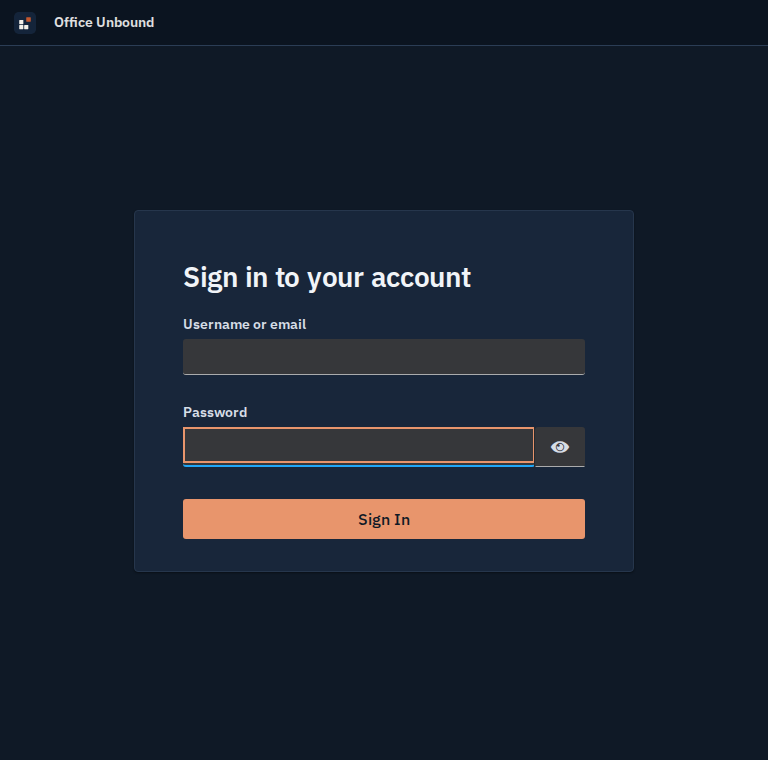 Office Unbound
Sign in to your account
Username or email
Password
Sign In